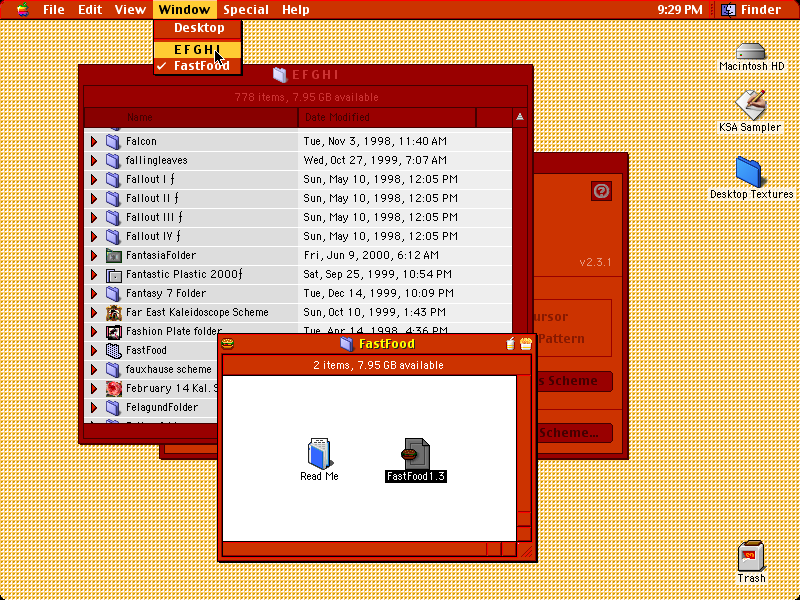 File Edit View Window Special Help 9:29 PM Finder
Desktop
E F G H I
✓ FastFood
E F G H I
778 items, 7.95 GB available
Name Date Modified
Falcon Tue, Nov 3, 1998, 11:40 AM
fallingleaves Wed, Oct 27, 1999, 7:07 AM
Fallout I ƒ Sun, May 10, 1998, 12:05 PM
Fallout II ƒ Sun, May 10, 1998, 12:05 PM
Fallout III ƒ Sun, May 10, 1998, 12:05 PM
Fallout IV ƒ Sun, May 10, 1998, 12:05 PM
FantasiaFolder Fri, Jun 9, 2000, 6:12 AM
Fantastic Plastic 2000ƒ Sat, Sep 25, 1999, 10:54 PM
Fantasy 7 Folder Tue, Dec 14, 1999, 10:09 PM
Far East Kaleidoscope Scheme Sun, Oct 10, 1999, 1:43 PM
Fashion Plate folder Tue, Apr 14, 1998, 4:36 PM
FastFood
fauxhause scheme
February 14 Kal. S
FelagundFolder
v2.3.1
ursor
Pattern
s Scheme
Scheme...
FastFood
2 items, 7.95 GB available
Read Me
FastFood1.3
Macintosh HD
KSA Sampler
Desktop Textures
Trash